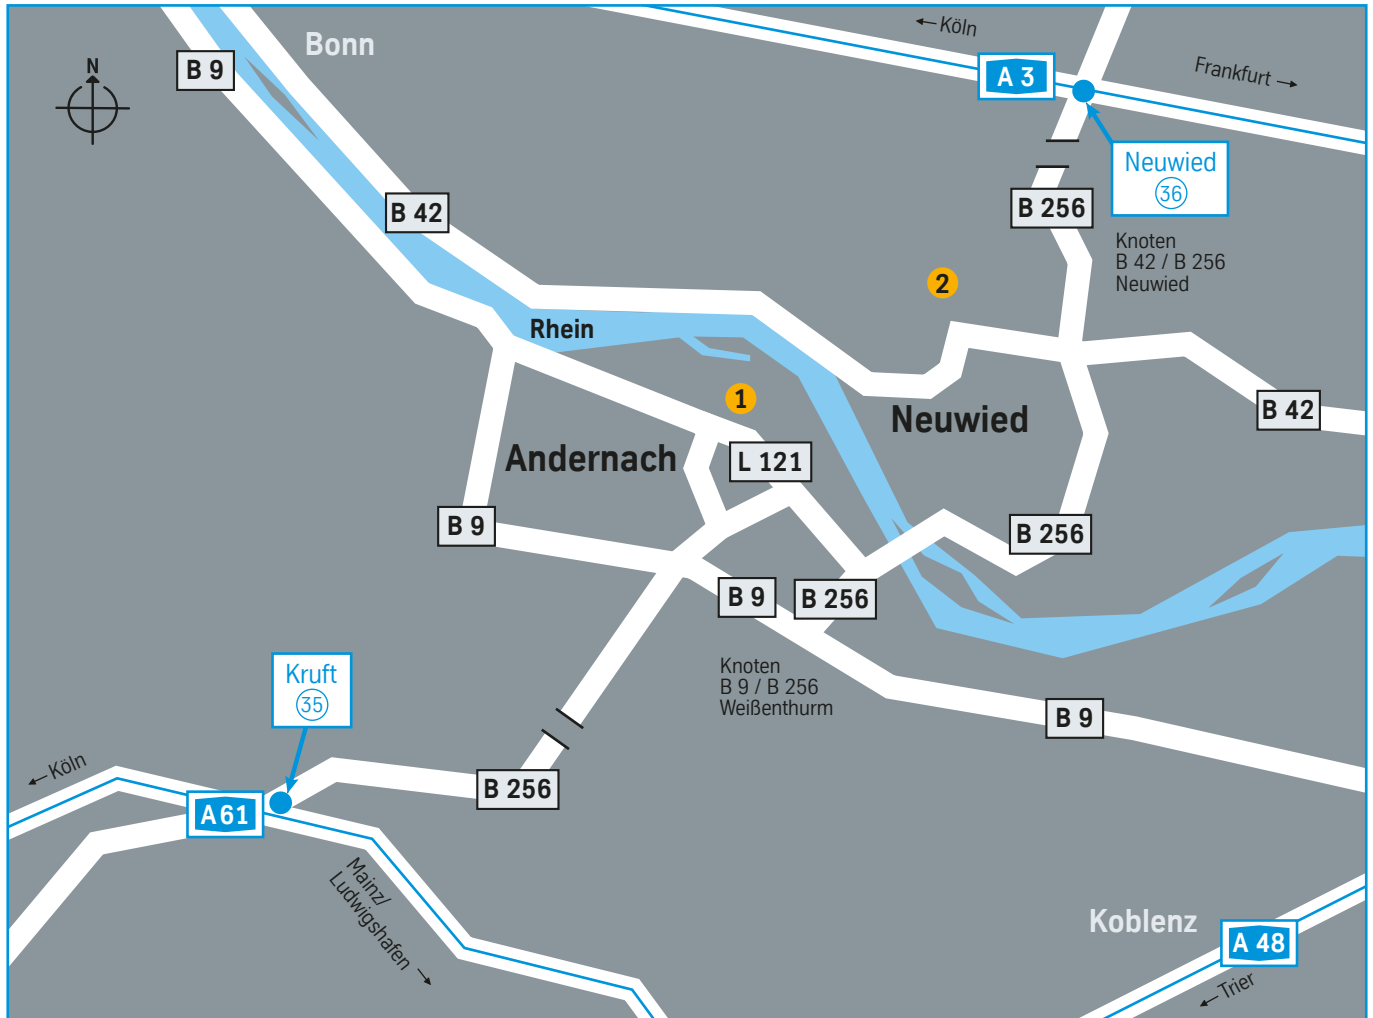 Bonn
← Köln
B 9
N
A 3
Frankfurt →
Neuwied
36
B 42
B 256
Knoten
B 42 / B 256
Neuwied
2
Rhein
1
Neuwied
B 42
Andernach
L 121
B 9
B 256
B 9
B 256
Knoten
B 9 / B 256
Weißenthurm
Kruft
35
B 9
← Köln
B 256
A 61
Mainz/
Ludwigshafen →
Koblenz
A 48
← Trier